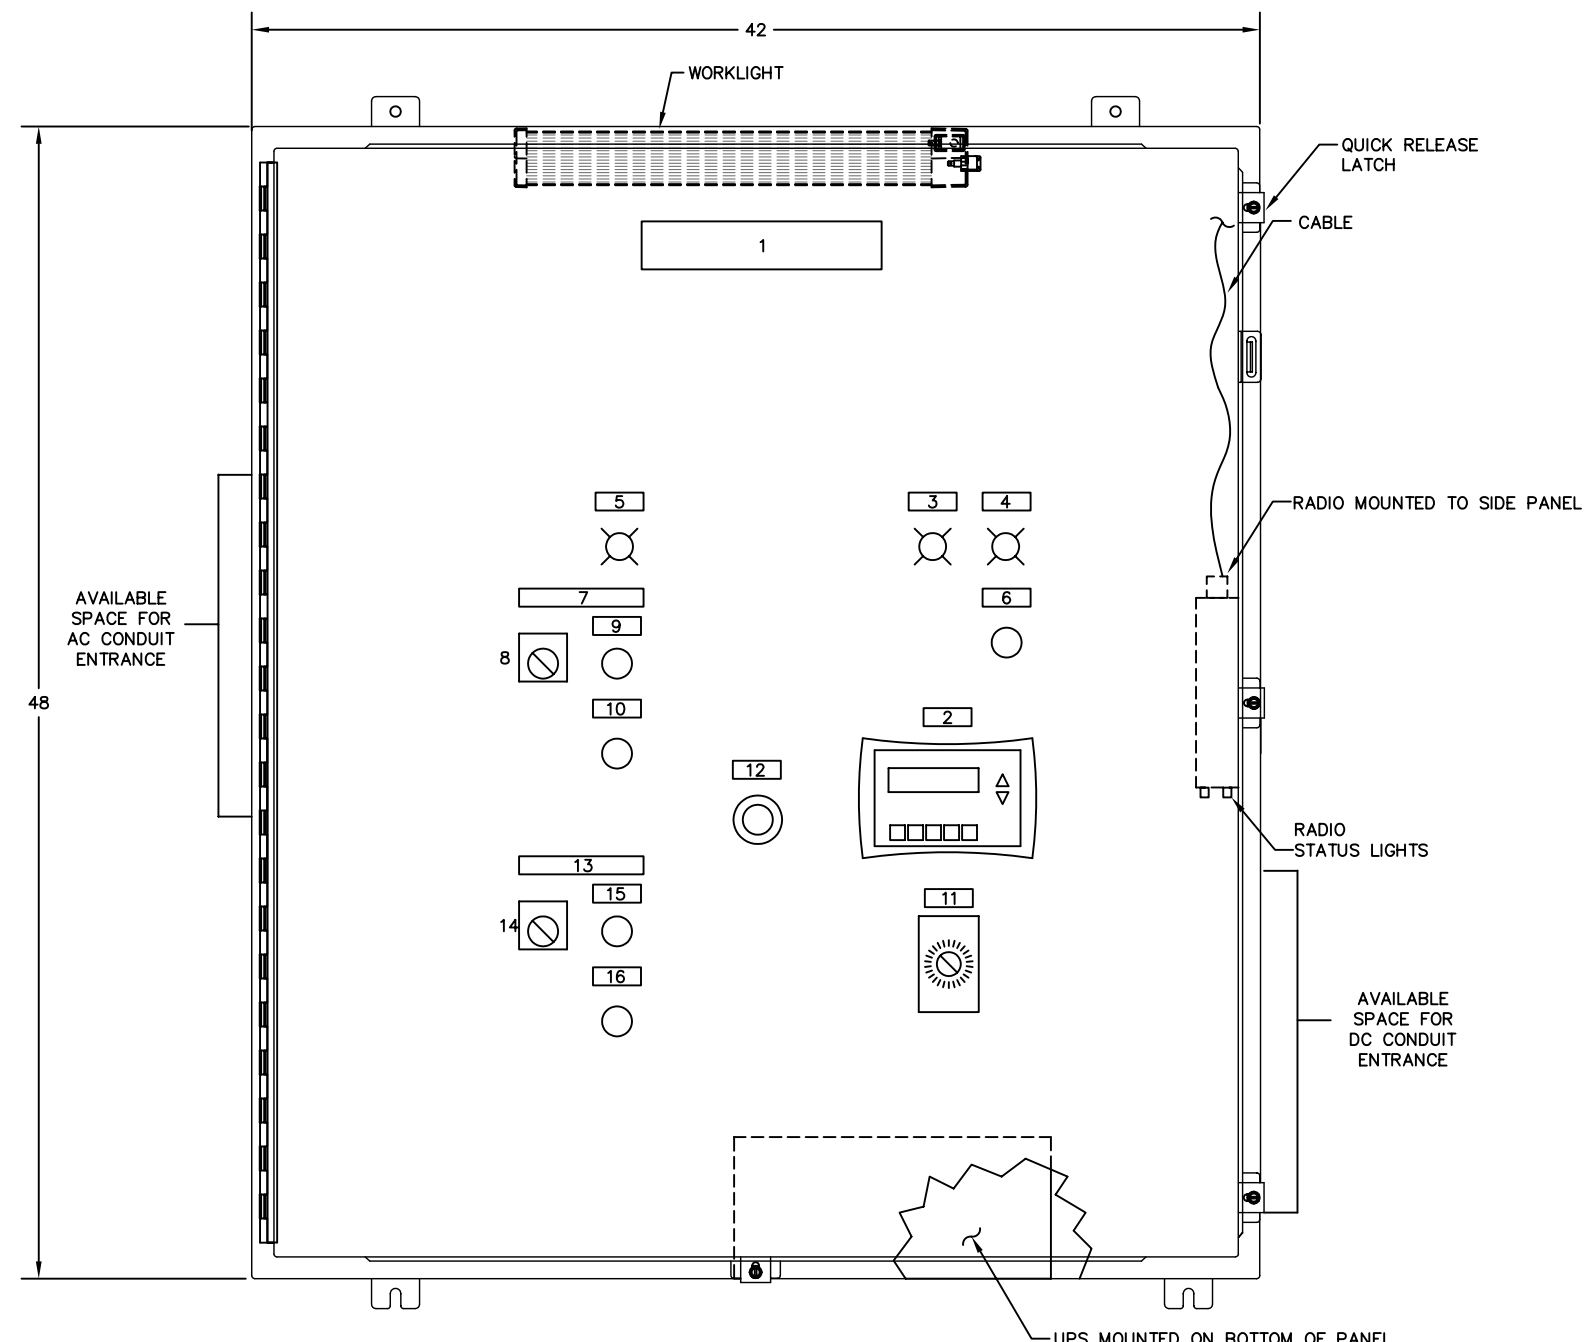 42
WORKLIGHT
QUICK RELEASE
LATCH
CABLE
1
5
3
4
RADIO MOUNTED TO SIDE PANEL
7
6
9
8
AVAILABLE
SPACE FOR
AC CONDUIT
ENTRANCE
48
10
2
12
RADIO
STATUS LIGHTS
13
15
14
11
16
AVAILABLE
SPACE FOR
DC CONDUIT
ENTRANCE
UPS MOUNTED ON BOTTOM OF PANEL